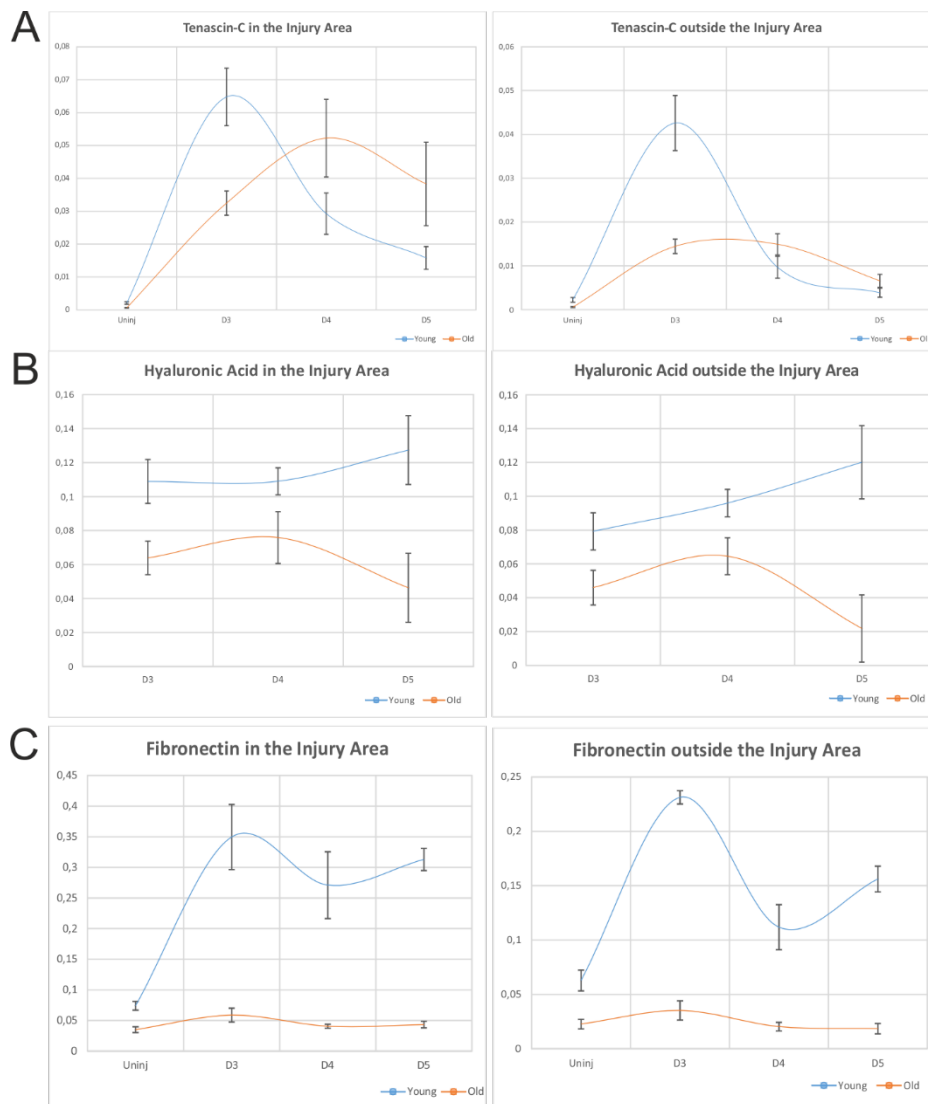 A
Tenascin-C in the Injury Area
0,08
0,07
0,06
0,05
0,04
0,03
0,02
0,01
0
Uninj D3 D4 D5
Young Old
Tenascin-C outside the Injury Area
0,06
0,05
0,04
0,03
0,02
0,01
0
Uninj D3 D4 D5
Young Ol
B
Hyaluronic Acid in the Injury Area
0,16
0,14
0,12
0,1
0,08
0,06
0,04
0,02
0
D3 D4 D5
Young Old
Hyaluronic Acid outside the Injury Area
0,16
0,14
0,12
0,1
0,08
0,06
0,04
0,02
0
D3 D4 D5
Young Old
C
Fibronectin in the Injury Area
0,45
0,4
0,35
0,3
0,25
0,2
0,15
0,1
0,05
0
Uninj D3 D4 D5
Young Old
Fibronectin outside the Injury Area
0,25
0,2
0,15
0,1
0,05
0
Uninj D3 D4 D5
Young Old